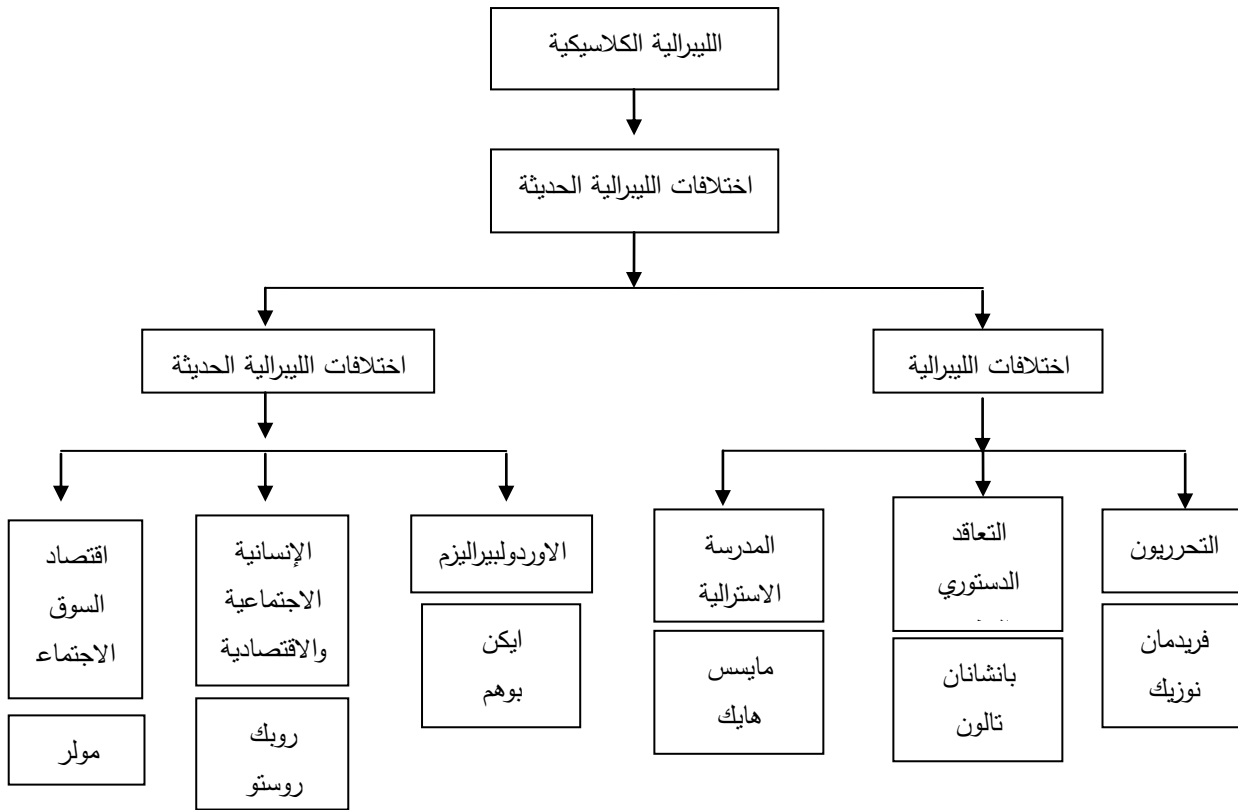 الليبرالية الكلاسيكية
اختلافات الليبرالية الحديثة
اختلافات الليبرالية
اختلافات الليبرالية الحديثة
التحرريون
فريدمان
نوزيك
التعاقد
الدستوري
بانشانان
تالون
المدرسة
الاسترالية
مايسس
هايك
الاوردولبيراليزم
ايكن
بوهم
الإنسانية
الاجتماعية
والاقتصادية
روبك
روستو
اقتصاد
السوق
الاجتماع
مولر